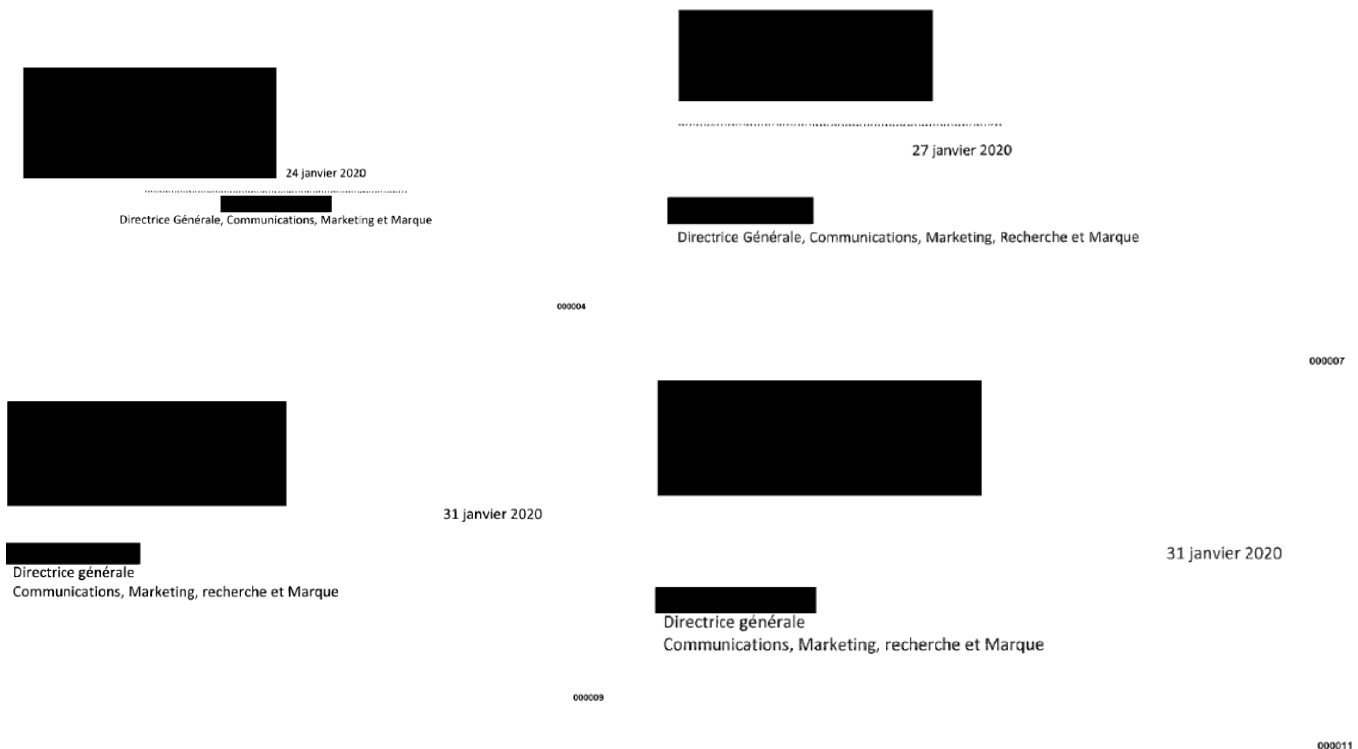 24 janvier 2020
Directrice Générale, Communications, Marketing et Marque
000004
27 janvier 2020
Directrice Générale, Communications, Marketing, Recherche et Marque
000007
31 janvier 2020
Directrice générale
Communications, Marketing, recherche et Marque
000009
31 janvier 2020
Directrice générale
Communications, Marketing, recherche et Marque
000011